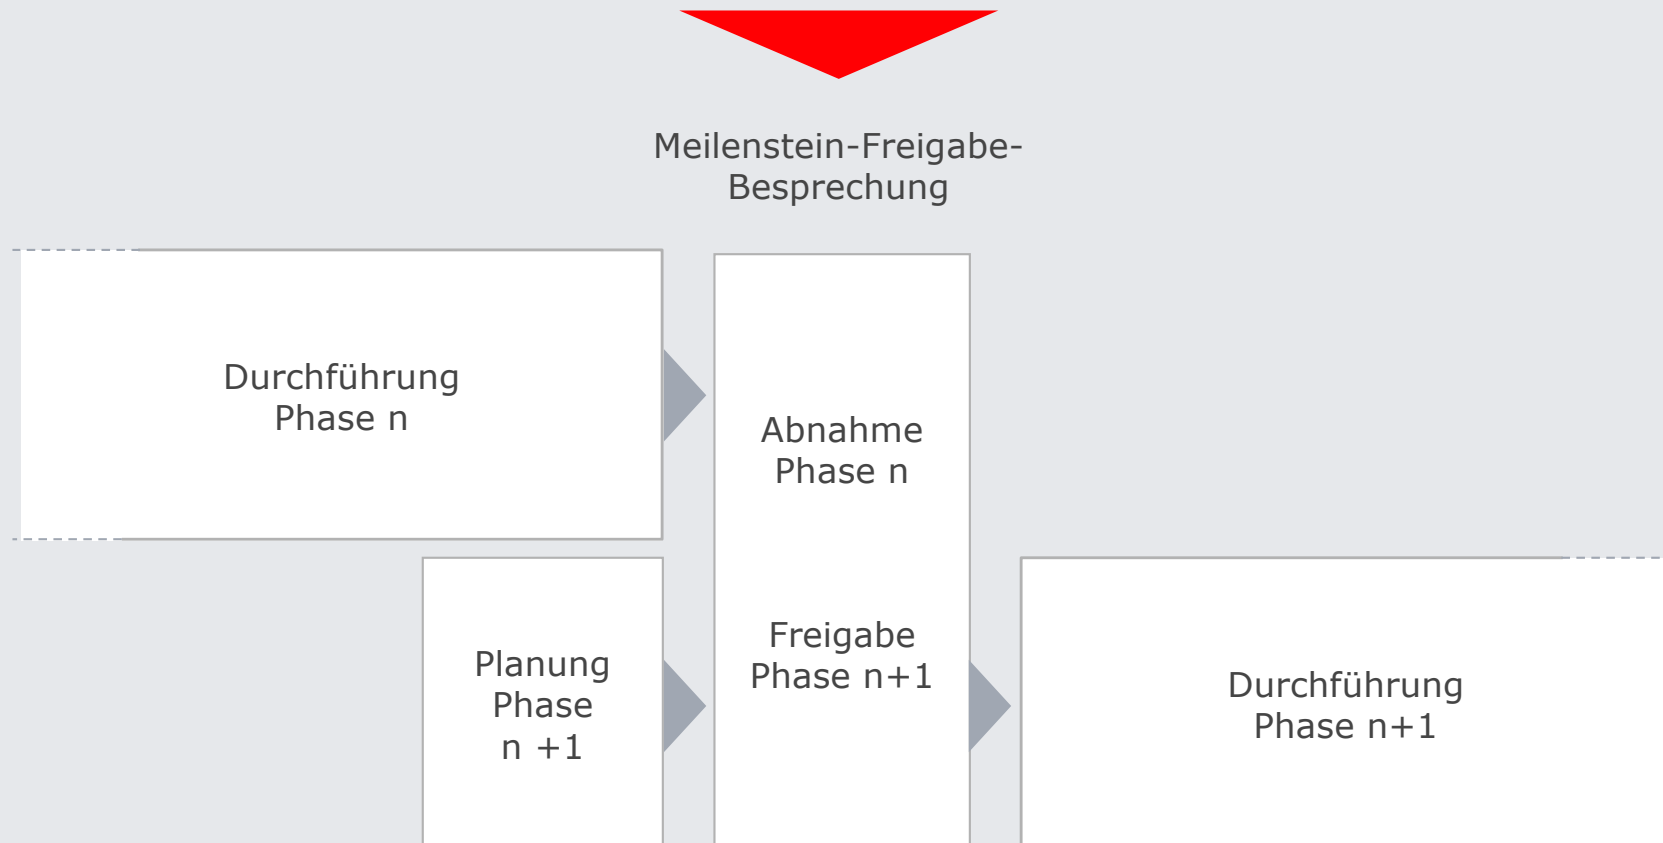 Meilenstein-Freigabe-
Besprechung
Durchführung
Phase n
Abnahme
Phase n
Planung
Phase
n +1
Freigabe
Phase n+1
Durchführung
Phase n+1